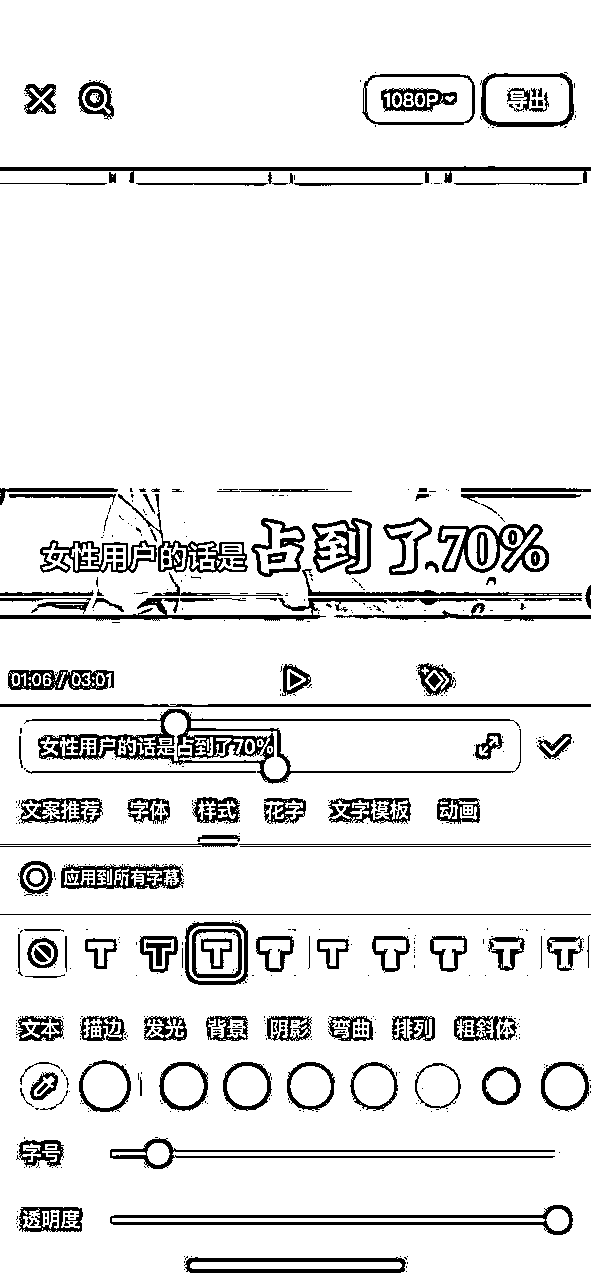 1080P
导出
女性用户的话是占到了70%
01:06 / 03:01
女性用户的话是占到了70%
文案推荐 字体 样式 花字 文字模板 动画
应用到所有字幕
T T T T T T T T T
文本 描边 发光 背景 阴影 弯曲 排列 粗斜体
字号
透明度